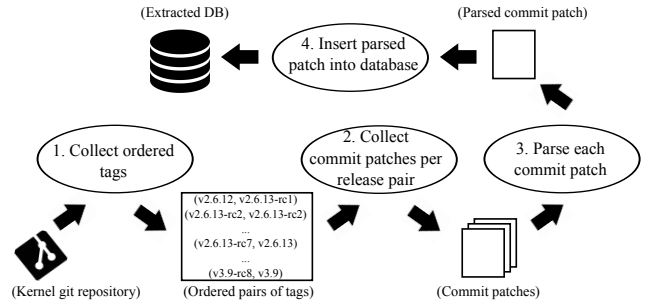 (Extracted DB)
4. Insert parsed
patch into database
(Parsed commit patch)
1. Collect ordered
tags
2. Collect
commit patches per
release pair
3. Parse each
commit patch
(v2.6.12, v2.6.13-rc1)
(v2.6.13-rc2, v2.6.13-rc2)
...
(v2.6.13-rc7, v2.6.13)
...
(v3.9-rc8, v3.9)
(Kernel git repository)
(Ordered pairs of tags)
(Commit patches)